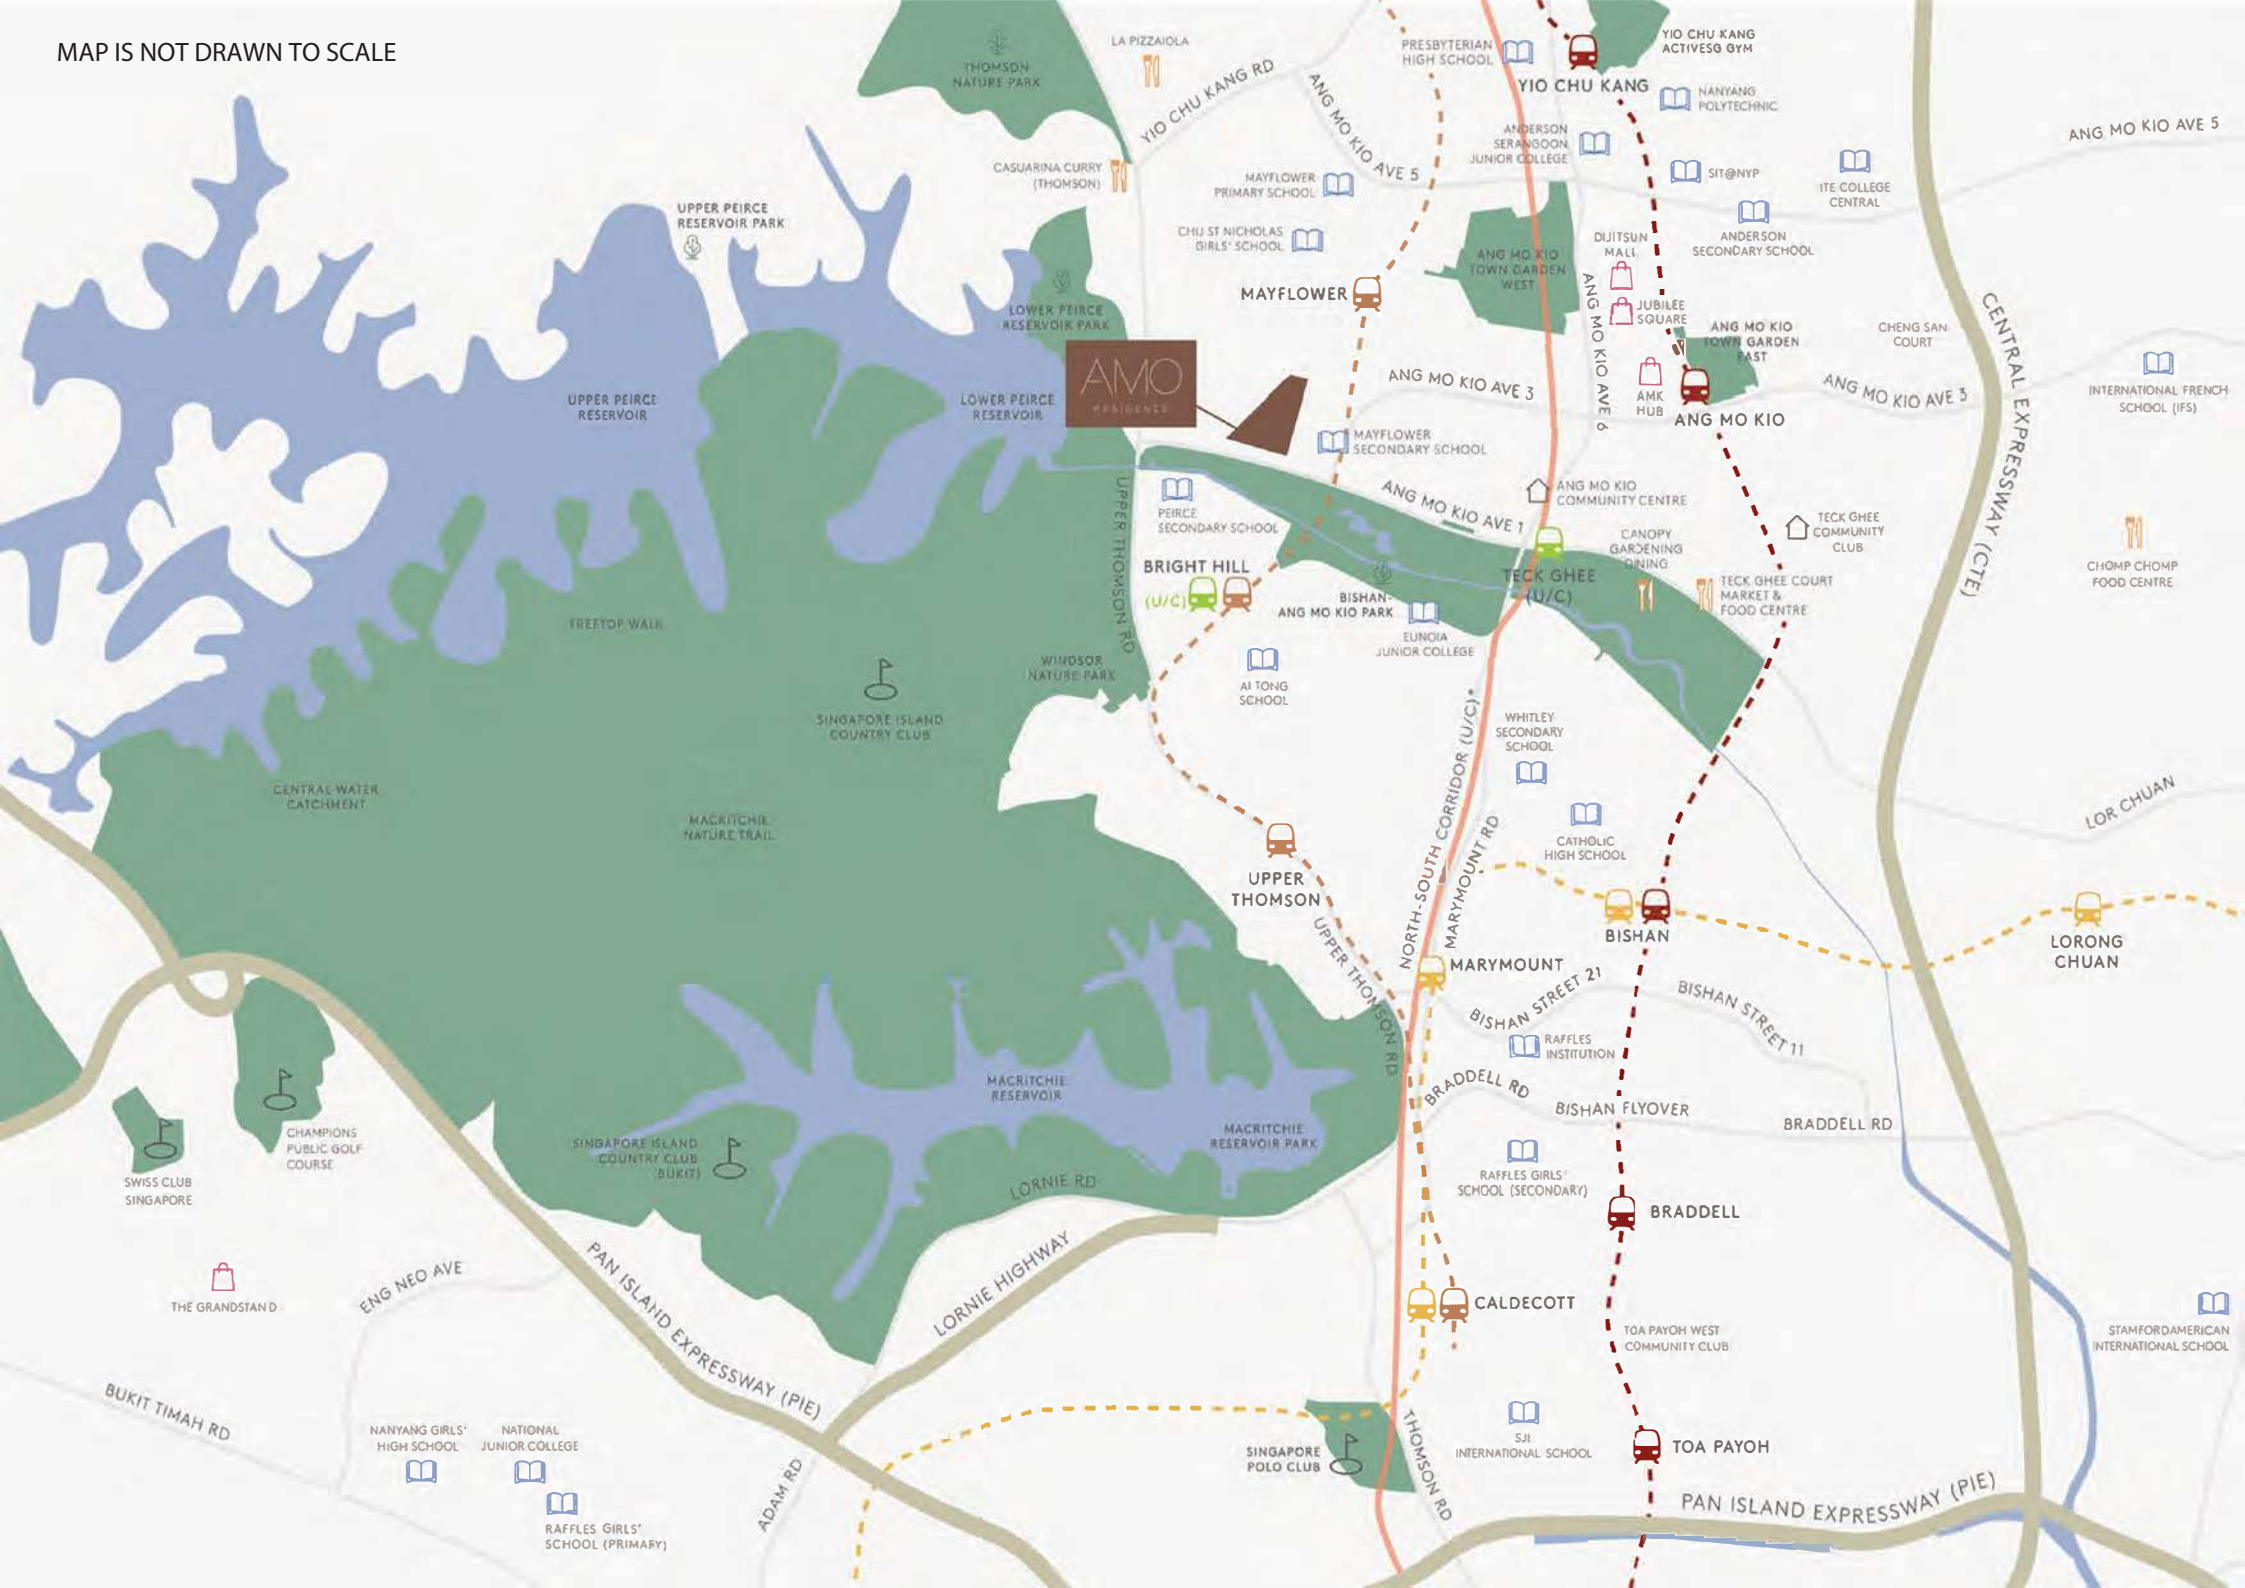 MAP IS NOT DRAWN TO SCALE
THOMSON
NATURE PARK
LA PIZZAIOLA
YIO CHU KANG RD
ANG MO KIO AVE 5
PRESBYTERIAN
HIGH SCHOOL
YIO CHU KANG
ACTIVESG GYM
YIO CHU KANG
NANYANG
POLYTECHNIC
ANG MO KIO AVE 5
ANDERSON
SERANGOON
JUNIOR COLLEGE
SIT@NYP
ITE COLLEGE
CENTRAL
CASUARINA CURRY
(THOMSON)
MAYFLOWER
PRIMARY SCHOOL
UPPER PEIRCE
RESERVOIR PARK
CHIJ ST NICHOLAS
GIRLS' SCHOOL
ANDERSON
SECONDARY SCHOOL
DIJITSUN
MALL
ANG MO KIO
TOWN GARDEN
WEST
MAYFLOWER
ANG MO KIO AVE 6
JUBILEE
SQUARE
LOWER PEIRCE
RESERVOIR PARK
ANG MO KIO
TOWN GARDEN
EAST
CHENG SAN
COURT
CENTRAL EXPRESSWAY (CTE)
AMO
RESIDENCE
UPPER PEIRCE
RESERVOIR
LOWER PEIRCE
RESERVOIR
ANG MO KIO AVE 3
AMK
HUB
ANG MO KIO
ANG MO KIO AVE 3
INTERNATIONAL FRENCH
SCHOOL (IFS)
MAYFLOWER
SECONDARY SCHOOL
UPPER THOMSON RD
PEIRCE
SECONDARY SCHOOL
ANG MO KIO AVE 1
ANG MO KIO
COMMUNITY CENTRE
TECK GHEE
COMMUNITY
CLUB
CANOPY
GARDENING
DINING
BRIGHT HILL
(U/C)
TECK GHEE
(U/C)
TECK GHEE COURT
MARKET &
FOOD CENTRE
CHOMP CHOMP
FOOD CENTRE
BISHAN-
ANG MO KIO PARK
EUNOIA
JUNIOR COLLEGE
TREETOP WALK
WINDSOR
NATURE PARK
AI TONG
SCHOOL
SINGAPORE ISLAND
COUNTRY CLUB
NORTH-SOUTH CORRIDOR (U/C)*
WHITLEY
SECONDARY
SCHOOL
CENTRAL WATER
CATCHMENT
MACRITCHIE
NATURE TRAIL
MARYMOUNT RD
CATHOLIC
HIGH SCHOOL
LOR CHUAN
UPPER
THOMSON
BISHAN
LORONG
CHUAN
UPPER THOMSON RD
MARYMOUNT
BISHAN STREET 21
BISHAN STREET 11
RAFFLES
INSTITUTION
MACRITCHIE
RESERVOIR
BRADDELL RD
BISHAN FLYOVER
BRADDELL RD
MACRITCHIE
RESERVOIR PARK
SINGAPORE ISLAND
COUNTRY CLUB
(BUKIT)
CHAMPIONS
PUBLIC GOLF
COURSE
SWISS CLUB
SINGAPORE
LORNIE RD
RAFFLES GIRLS'
SCHOOL (SECONDARY)
BRADDELL
LORNIE HIGHWAY
ENG NEO AVE
THE GRANDSTAND
PAN ISLAND EXPRESSWAY (PIE)
CALDECOTT
TOA PAYOH WEST
COMMUNITY CLUB
STAMFORD AMERICAN
INTERNATIONAL SCHOOL
BUKIT TIMAH RD
NANYANG GIRLS'
HIGH SCHOOL
NATIONAL
JUNIOR COLLEGE
RAFFLES GIRLS'
SCHOOL (PRIMARY)
ADAM RD
SINGAPORE
POLO CLUB
THOMSON RD
SJI
INTERNATIONAL SCHOOL
TOA PAYOH
PAN ISLAND EXPRESSWAY (PIE)